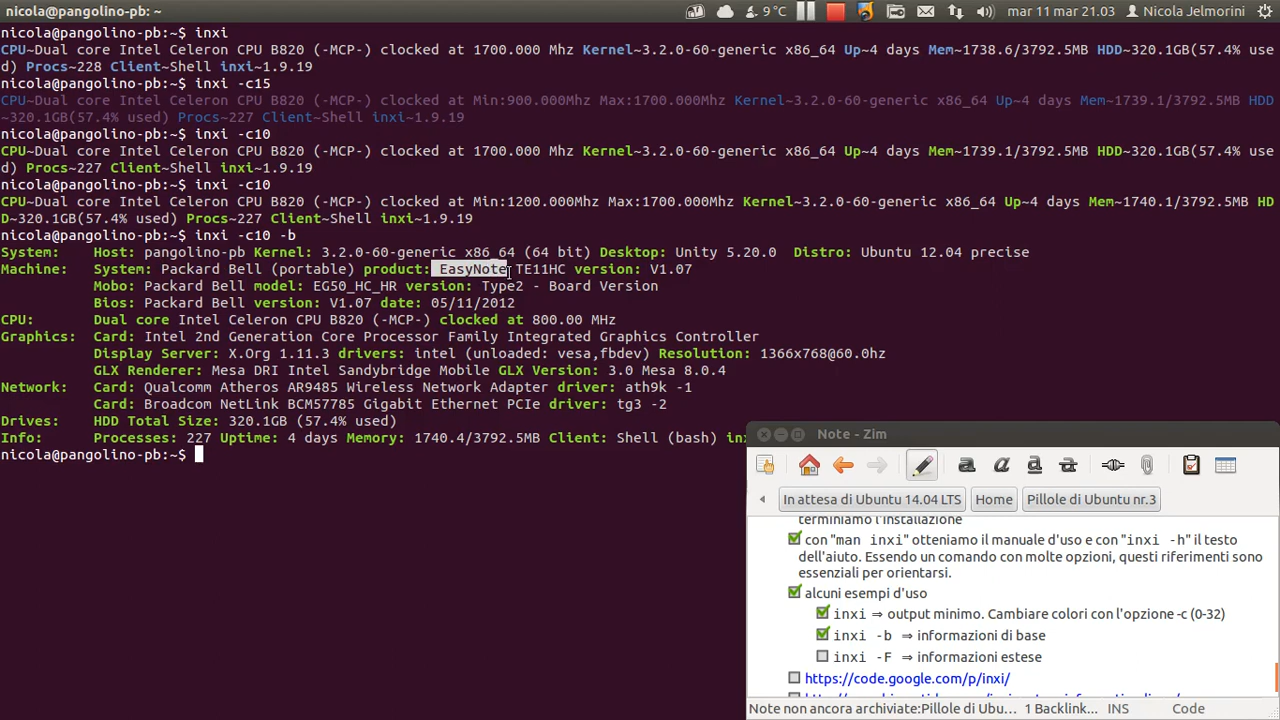 nicola@pangolino-pb: ~
9 °C
mar 11 mar 21.03
Nicola Jelmorini
nicola@pangolino-pb:~$ inxi
CPU~Dual core Intel Celeron CPU B820 (-MCP-) clocked at 1700.000 Mhz Kernel~3.2.0-60-generic x86_64 Up~4 days Mem~1738.6/3792.5MB HDD~320.1GB(57.4% use
d) Procs~228 Client~Shell inxi~1.9.19
nicola@pangolino-pb:~$ inxi -c15
CPU~Dual core Intel Celeron CPU B820 (-MCP-) clocked at Min:900.000Mhz Max:1700.000Mhz Kernel~3.2.0-60-generic x86_64 Up~4 days Mem~1739.1/3792.5MB HDD
~320.1GB(57.4% used) Procs~227 Client~Shell inxi~1.9.19
nicola@pangolino-pb:~$ inxi -c10
CPU~Dual core Intel Celeron CPU B820 (-MCP-) clocked at 1700.000 Mhz Kernel~3.2.0-60-generic x86_64 Up~4 days Mem~1739.1/3792.5MB HDD~320.1GB(57.4% use
d) Procs~227 Client~Shell inxi~1.9.19
nicola@pangolino-pb:~$ inxi -c10
CPU~Dual core Intel Celeron CPU B820 (-MCP-) clocked at Min:1200.000Mhz Max:1700.000Mhz Kernel~3.2.0-60-generic x86_64 Up~4 days Mem~1740.1/3792.5MB HD
D~320.1GB(57.4% used) Procs~227 Client~Shell inxi~1.9.19
nicola@pangolino-pb:~$ inxi -c10 -b
System: Host: pangolino-pb Kernel: 3.2.0-60-generic x86_64 (64 bit) Desktop: Unity 5.20.0 Distro: Ubuntu 12.04 precise
Machine: System: Packard Bell (portable) product: EasyNote TE11HC version: V1.07
Mobo: Packard Bell model: EG50_HC_HR version: Type2 - Board Version
Bios: Packard Bell version: V1.07 date: 05/11/2012
CPU: Dual core Intel Celeron CPU B820 (-MCP-) clocked at 800.00 MHz
Graphics: Card: Intel 2nd Generation Core Processor Family Integrated Graphics Controller
Display Server: X.Org 1.11.3 drivers: intel (unloaded: vesa,fbdev) Resolution: 1366x768@60.0hz
GLX Renderer: Mesa DRI Intel Sandybridge Mobile GLX Version: 3.0 Mesa 8.0.4
Network: Card: Qualcomm Atheros AR9485 Wireless Network Adapter driver: ath9k -1
Card: Broadcom NetLink BCM57785 Gigabit Ethernet PCIe driver: tg3 -2
Drives: HDD Total Size: 320.1GB (57.4% used)
Info: Processes: 227 Uptime: 4 days Memory: 1740.4/3792.5MB Client: Shell (bash) in
nicola@pangolino-pb:~$
Note - Zim
In attesa di Ubuntu 14.04 LTS Home Pillole di Ubuntu nr.3
terminiamo l'installazione
con "man inxi" otteniamo il manuale d'uso e con "inxi -h" il testo
dell'aiuto. Essendo un comando con molte opzioni, questi riferimenti sono
essenziali per orientarsi.
alcuni esempi d'uso
inxi ⇒ output minimo. Cambiare colori con l'opzione -c (0-32)
inxi -b ⇒ informazioni di base
inxi -F ⇒ informazioni estese
https://code.google.com/p/inxi/
Note non ancora archiviate:Pillole di Ubu... 1 Backlink... INS Code